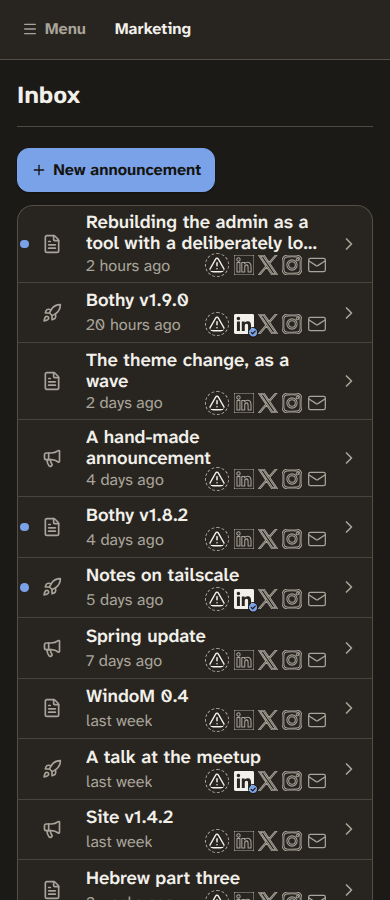 Menu
Marketing
Inbox
New announcement
Rebuilding the admin as a
tool with a deliberately lo...
2 hours ago
Bothy v1.9.0
20 hours ago
The theme change, as a
wave
2 days ago
A hand-made
announcement
4 days ago
Bothy v1.8.2
4 days ago
Notes on tailscale
5 days ago
Spring update
7 days ago
WindoM 0.4
last week
A talk at the meetup
last week
Site v1.4.2
last week
Hebrew part three